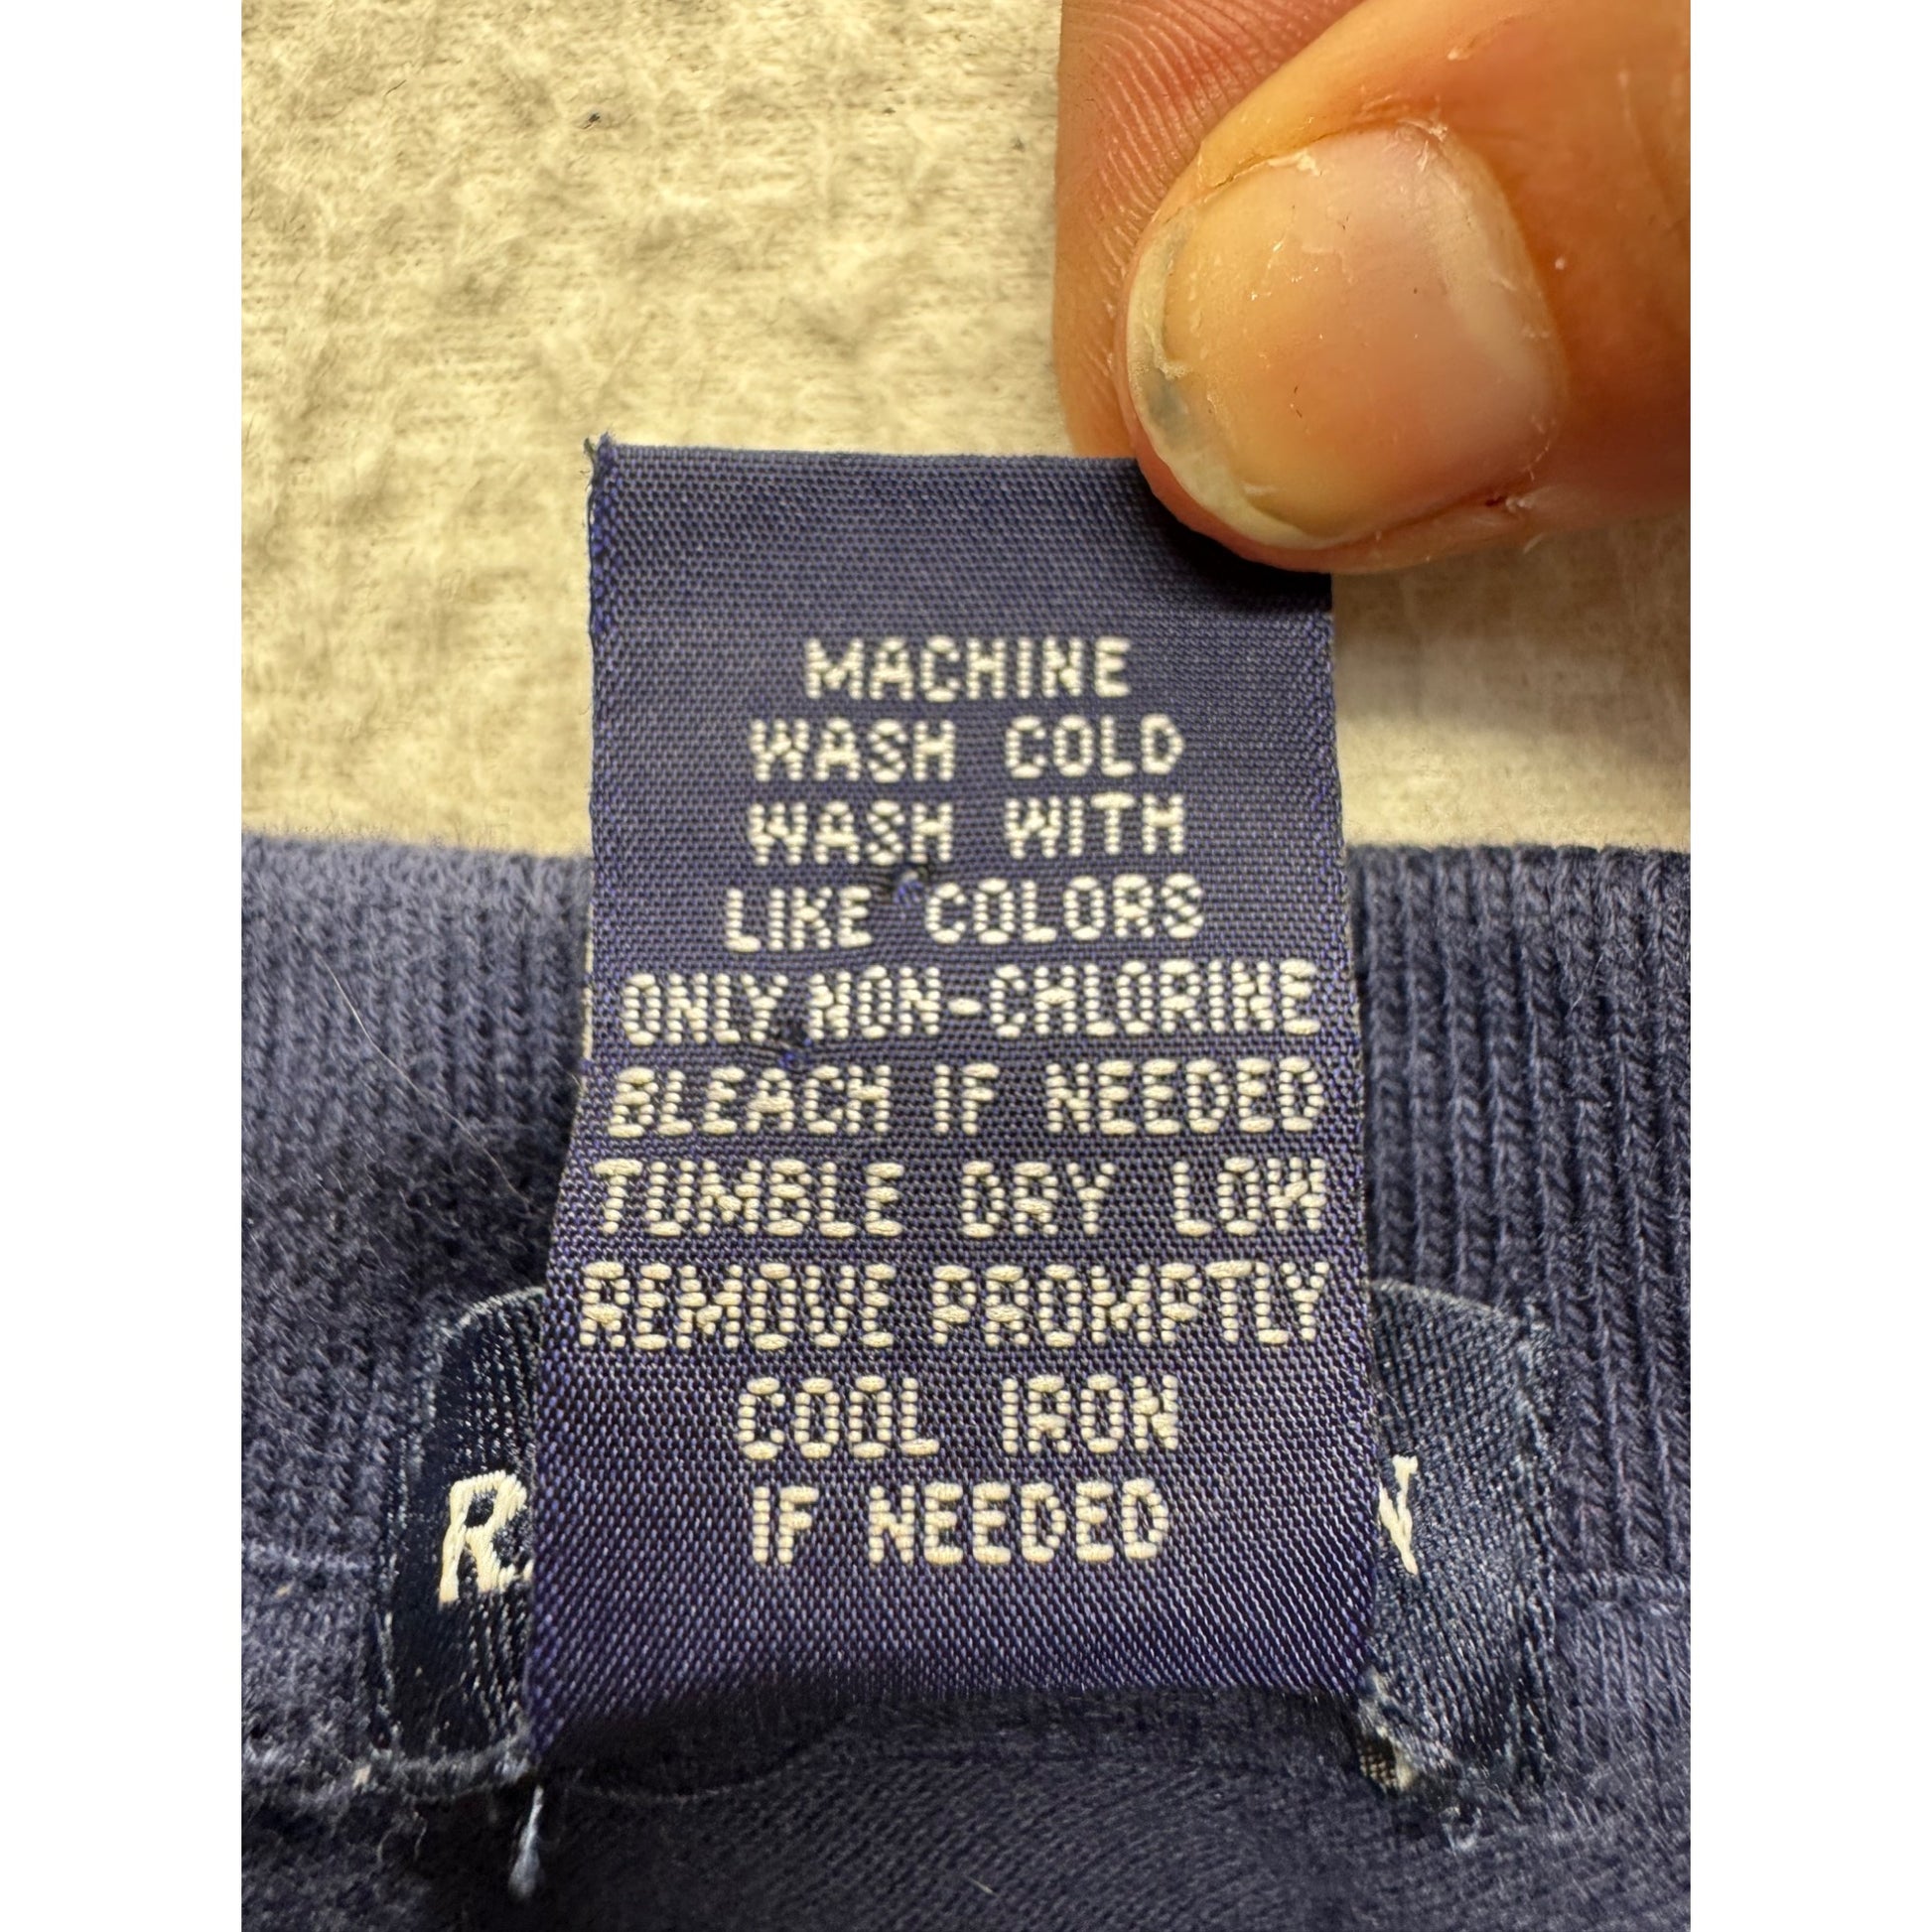 MACHINE
WASH COLD
WASH WITH
LIKE COLORS
ONLY NON-CHLORINE
BLEACH IF NEEDED
TUMBLE DRY LOW
REMOVE PROMPTLY
COOL IRON
IF NEEDED